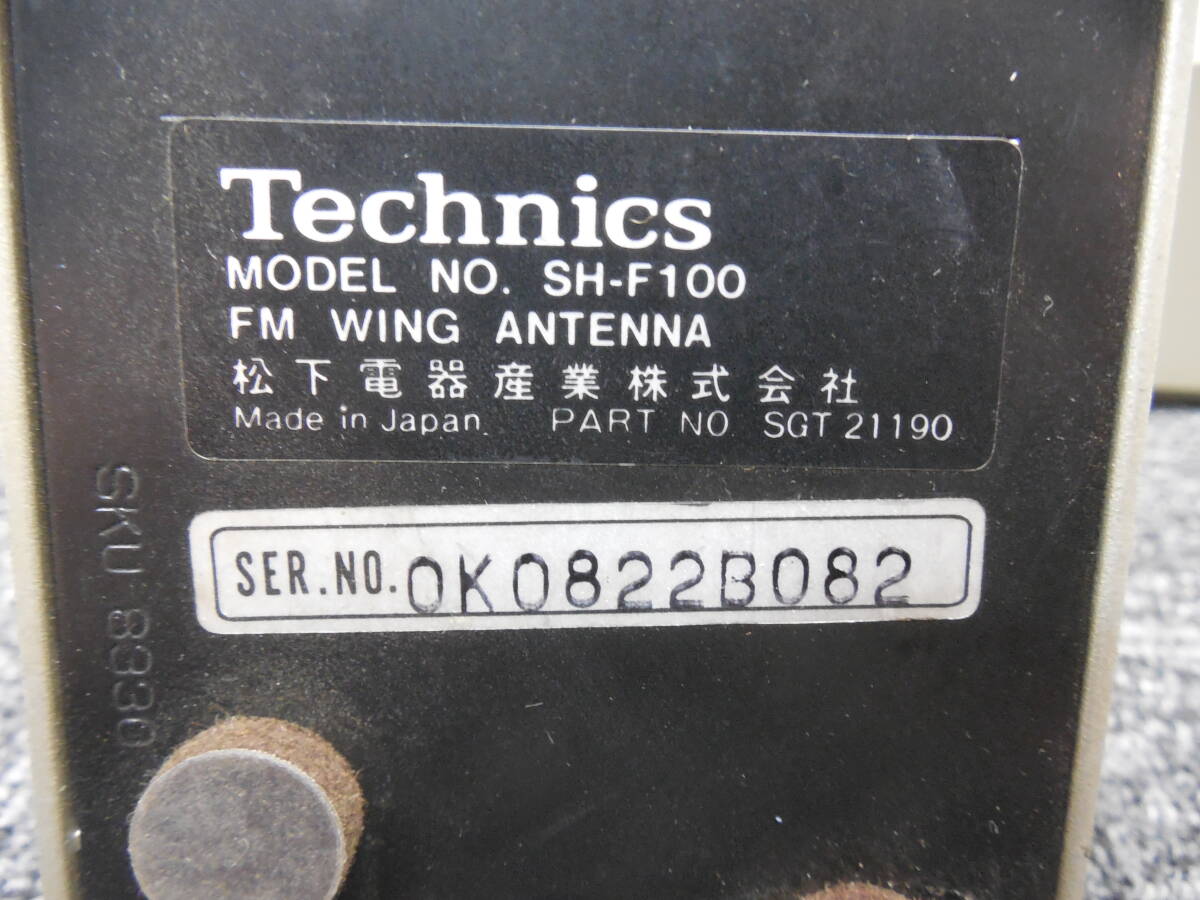 Technics
MODEL NO. SH-F100
FM WING ANTENNA
松下電器産業株式会社
Made in Japan PART NO SGT 21190
SER.NO. 0K0822B082
SKU 8330